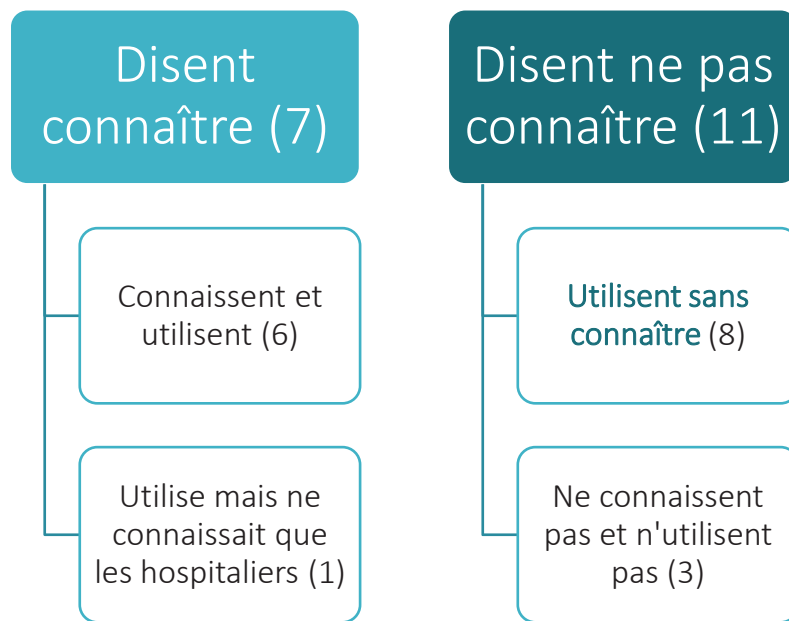 Disent
connaître (7)
Connaissent et
utilisent (6)
Utilise mais ne
connaissait que
les hospitaliers (1)
Disent ne pas
connaître (11)
Utilisent sans
connaître (8)
Ne connaissent
pas et n'utilisent
pas (3)